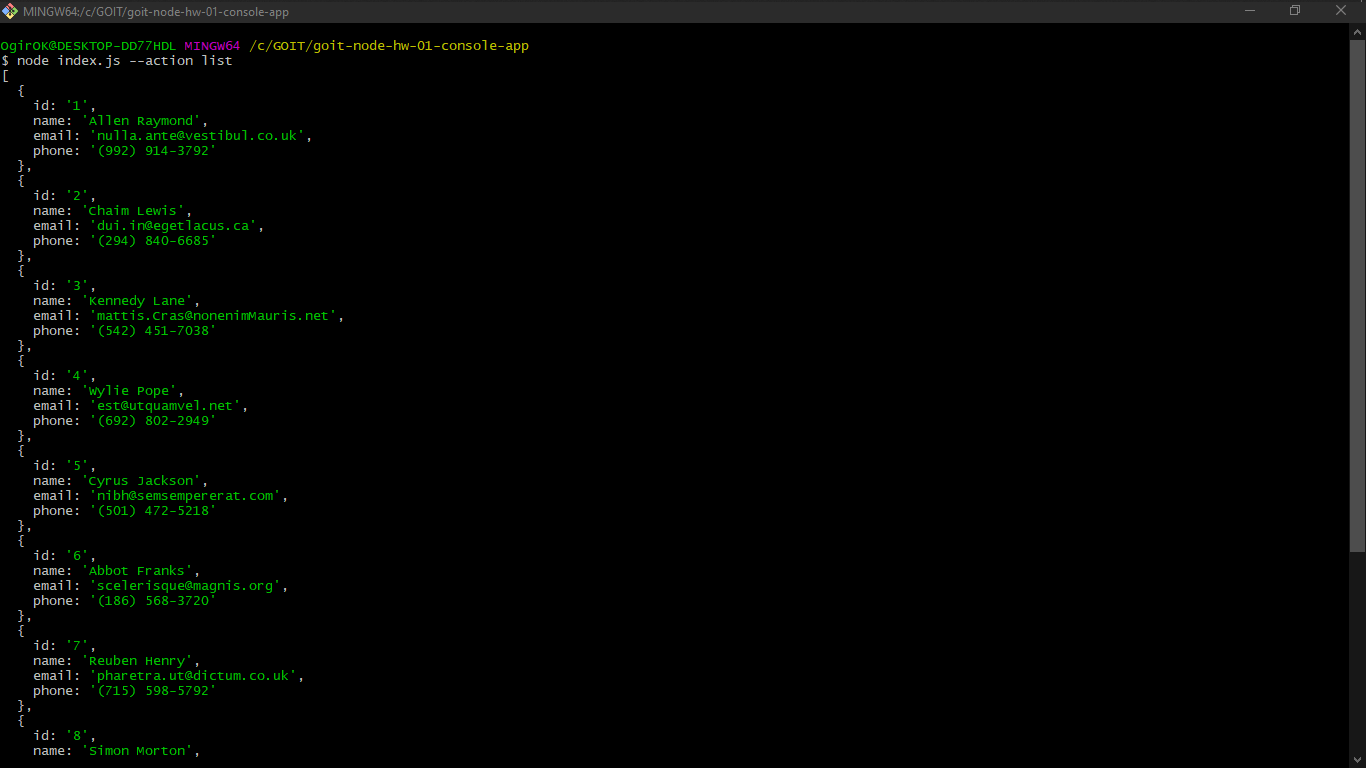 MINGW64:/c/GOIT/goit-node-hw-01-console-app
OgirOK@DESKTOP-DD77HDL MINGW64 /c/GOIT/goit-node-hw-01-console-app
$ node index.js --action list
[
  {
    id: '1',
    name: 'Allen Raymond',
    email: 'nulla.ante@vestibul.co.uk',
    phone: '(992) 914-3792'
  },
  {
    id: '2',
    name: 'Chaim Lewis',
    email: 'dui.in@egetlacus.ca',
    phone: '(294) 840-6685'
  },
  {
    id: '3',
    name: 'Kennedy Lane',
    email: 'mattis.Cras@nonenimMauris.net',
    phone: '(542) 451-7038'
  },
  {
    id: '4',
    name: 'Wylie Pope',
    email: 'est@utquamvel.net',
    phone: '(692) 802-2949'
  },
  {
    id: '5',
    name: 'Cyrus Jackson',
    email: 'nibh@semsempererat.com',
    phone: '(501) 472-5218'
  },
  {
    id: '6',
    name: 'Abbot Franks',
    email: 'scelerisque@magnis.org',
    phone: '(186) 568-3720'
  },
  {
    id: '7',
    name: 'Reuben Henry',
    email: 'pharetra.ut@dictum.co.uk',
    phone: '(715) 598-5792'
  },
  {
    id: '8',
    name: 'Simon Morton',